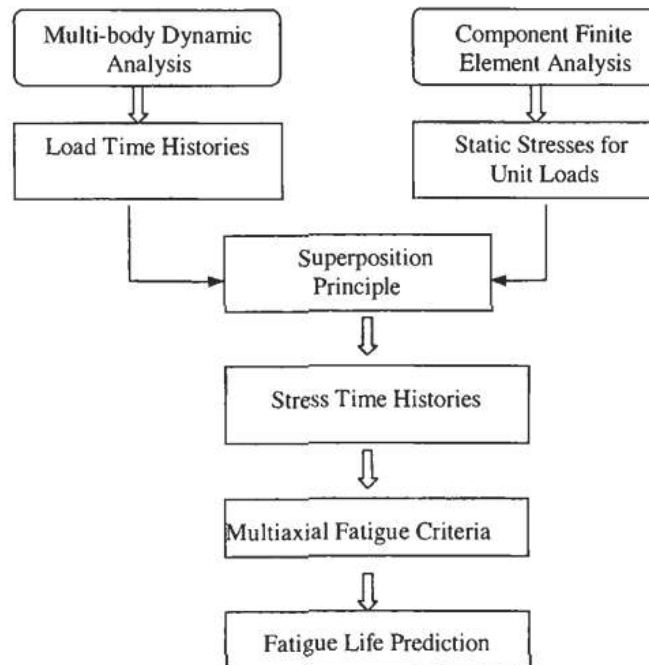 Multi-body Dynamic
Analysis
Component Finite
Element Analysis
Load Time Histories
Static Stresses for
Unit Loads
Superposition
Principle
Stress Time Histories
Multiaxial Fatigue Criteria
Fatigue Life Prediction